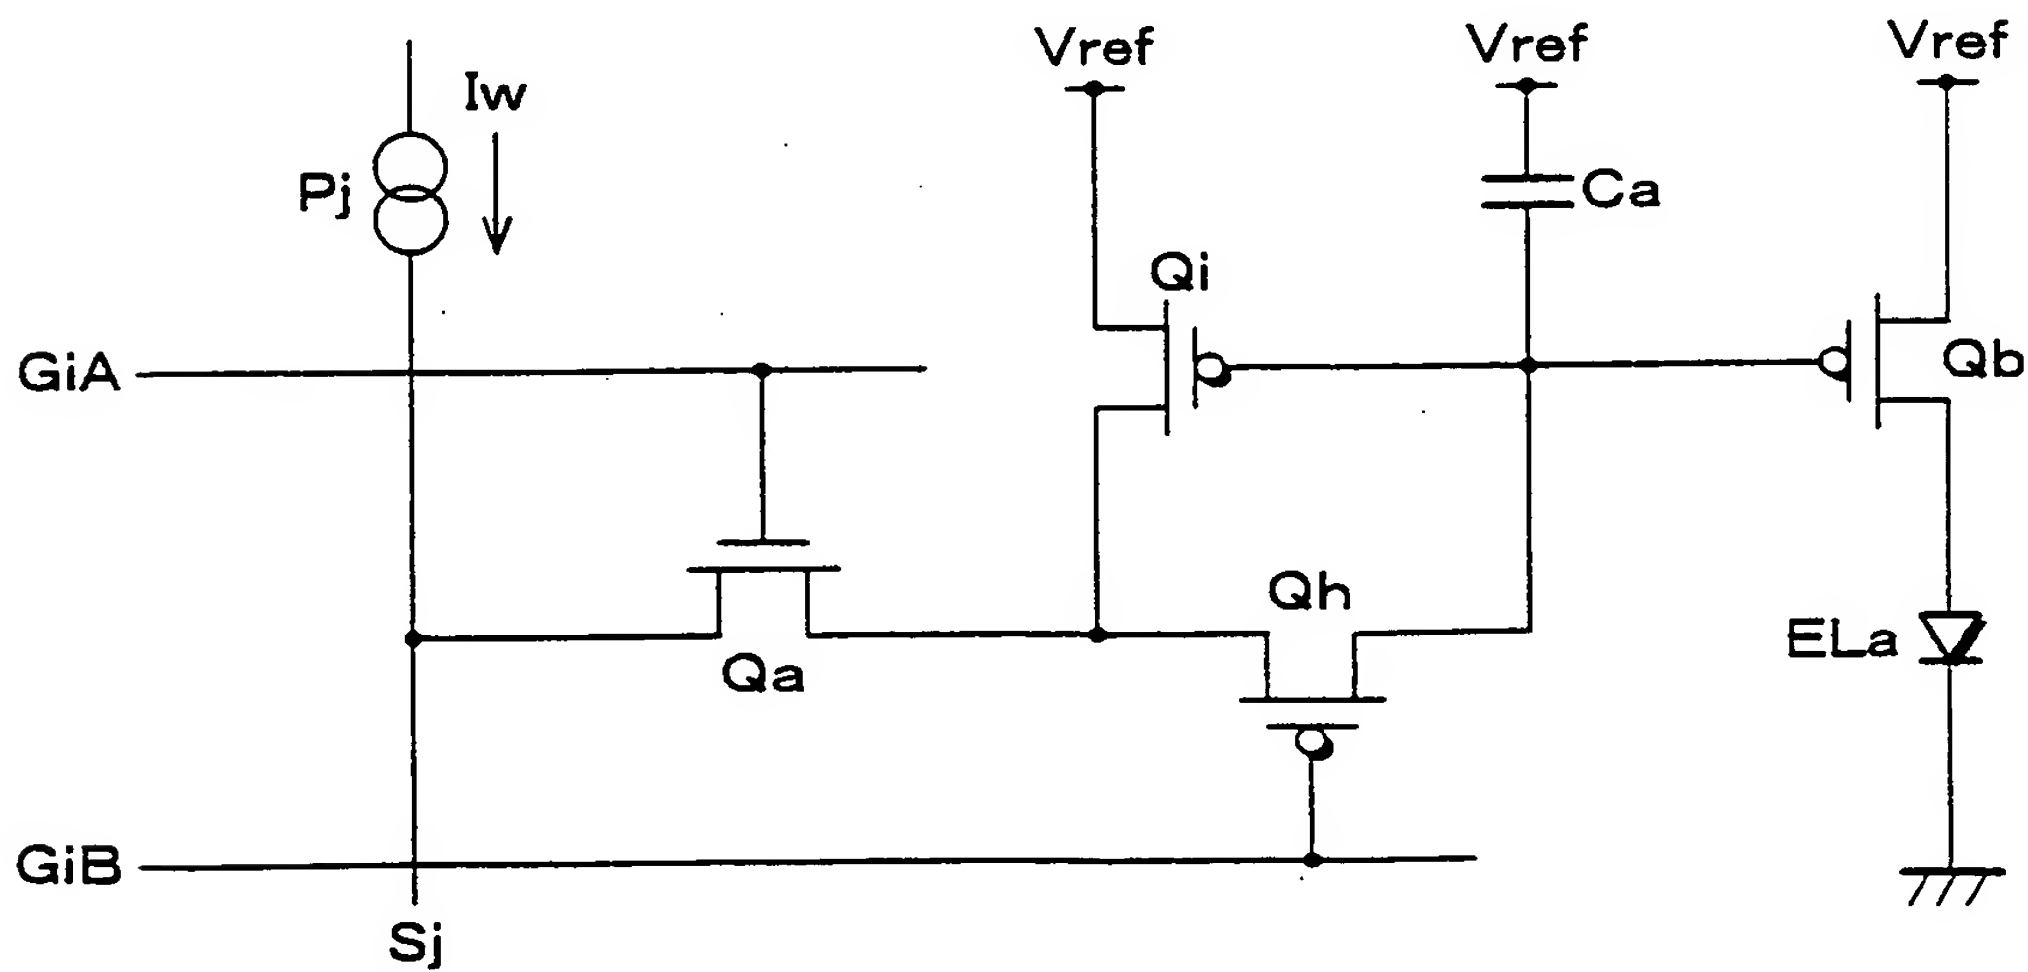 Vref
Vref
Vref
Iw
Pj
Ca
Qi
GiA
Qb
Qh
ELa
Qa
GiB
Sj